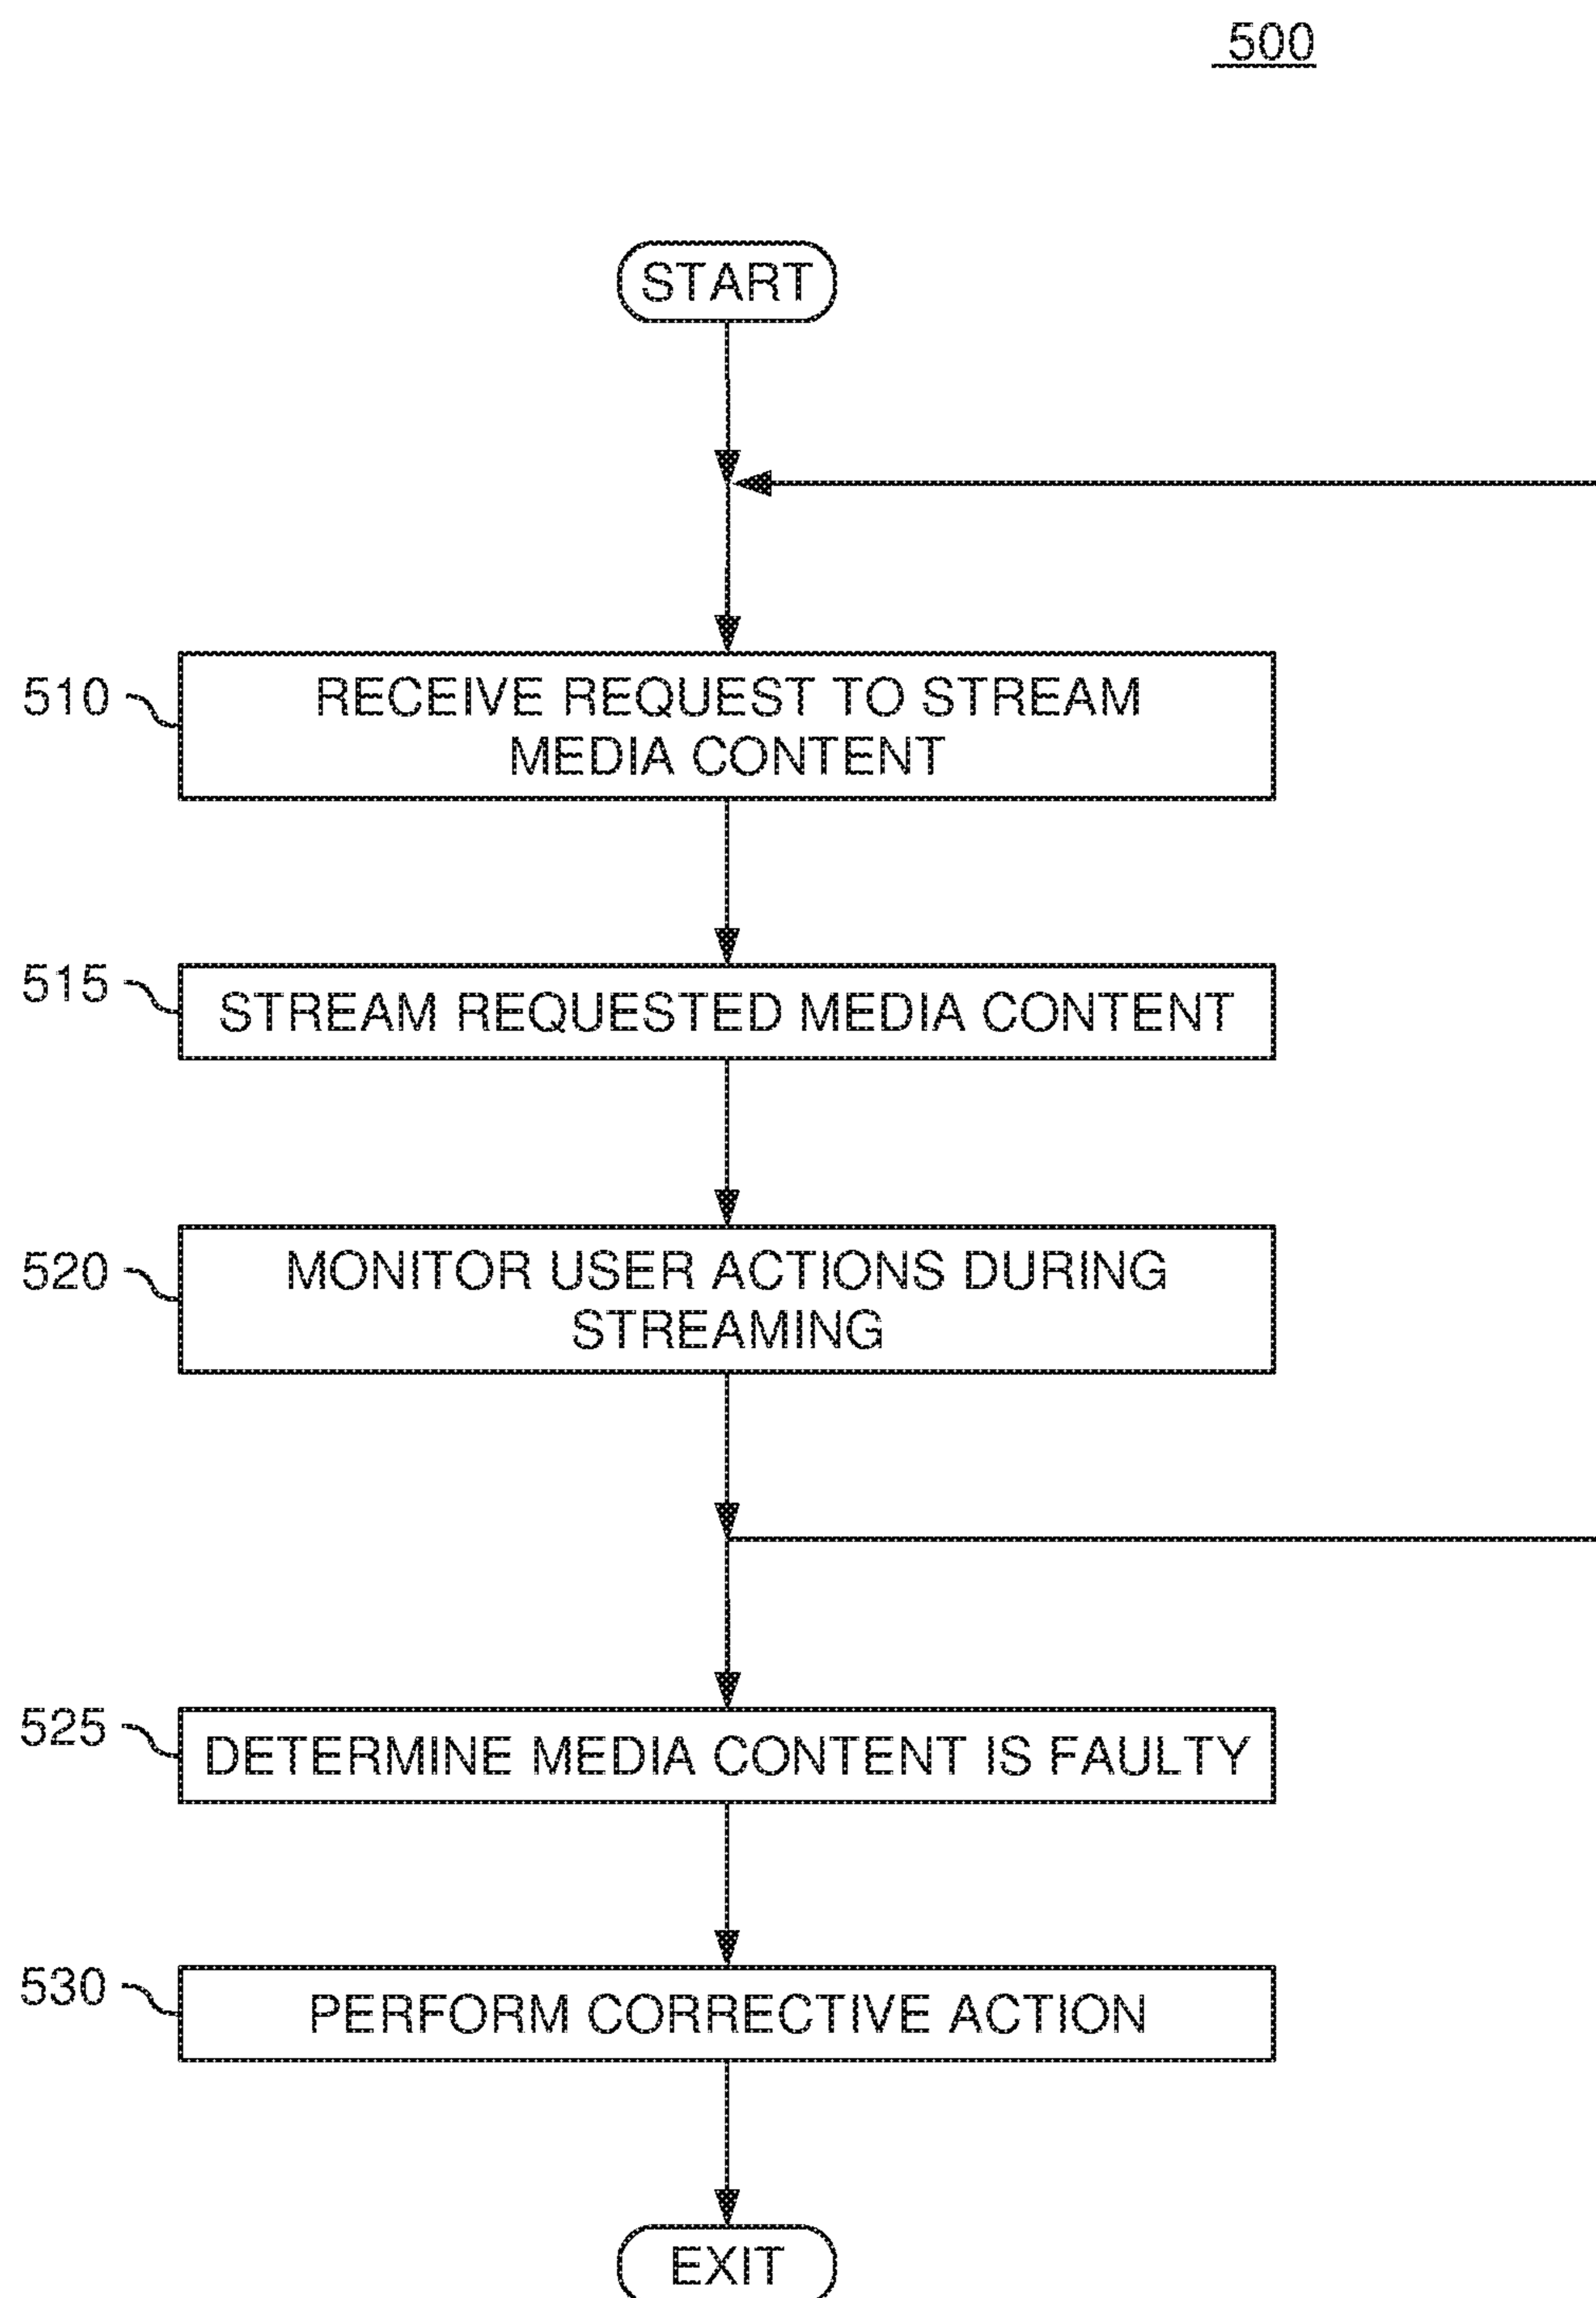 500
START
510
RECEIVE REQUEST TO STREAM
MEDIA CONTENT
515
STREAM REQUESTED MEDIA CONTENT
520
MONITOR USER ACTIONS DURING
STREAMING
525
DETERMINE MEDIA CONTENT IS FAULTY
530
PERFORM CORRECTIVE ACTION
EXIT